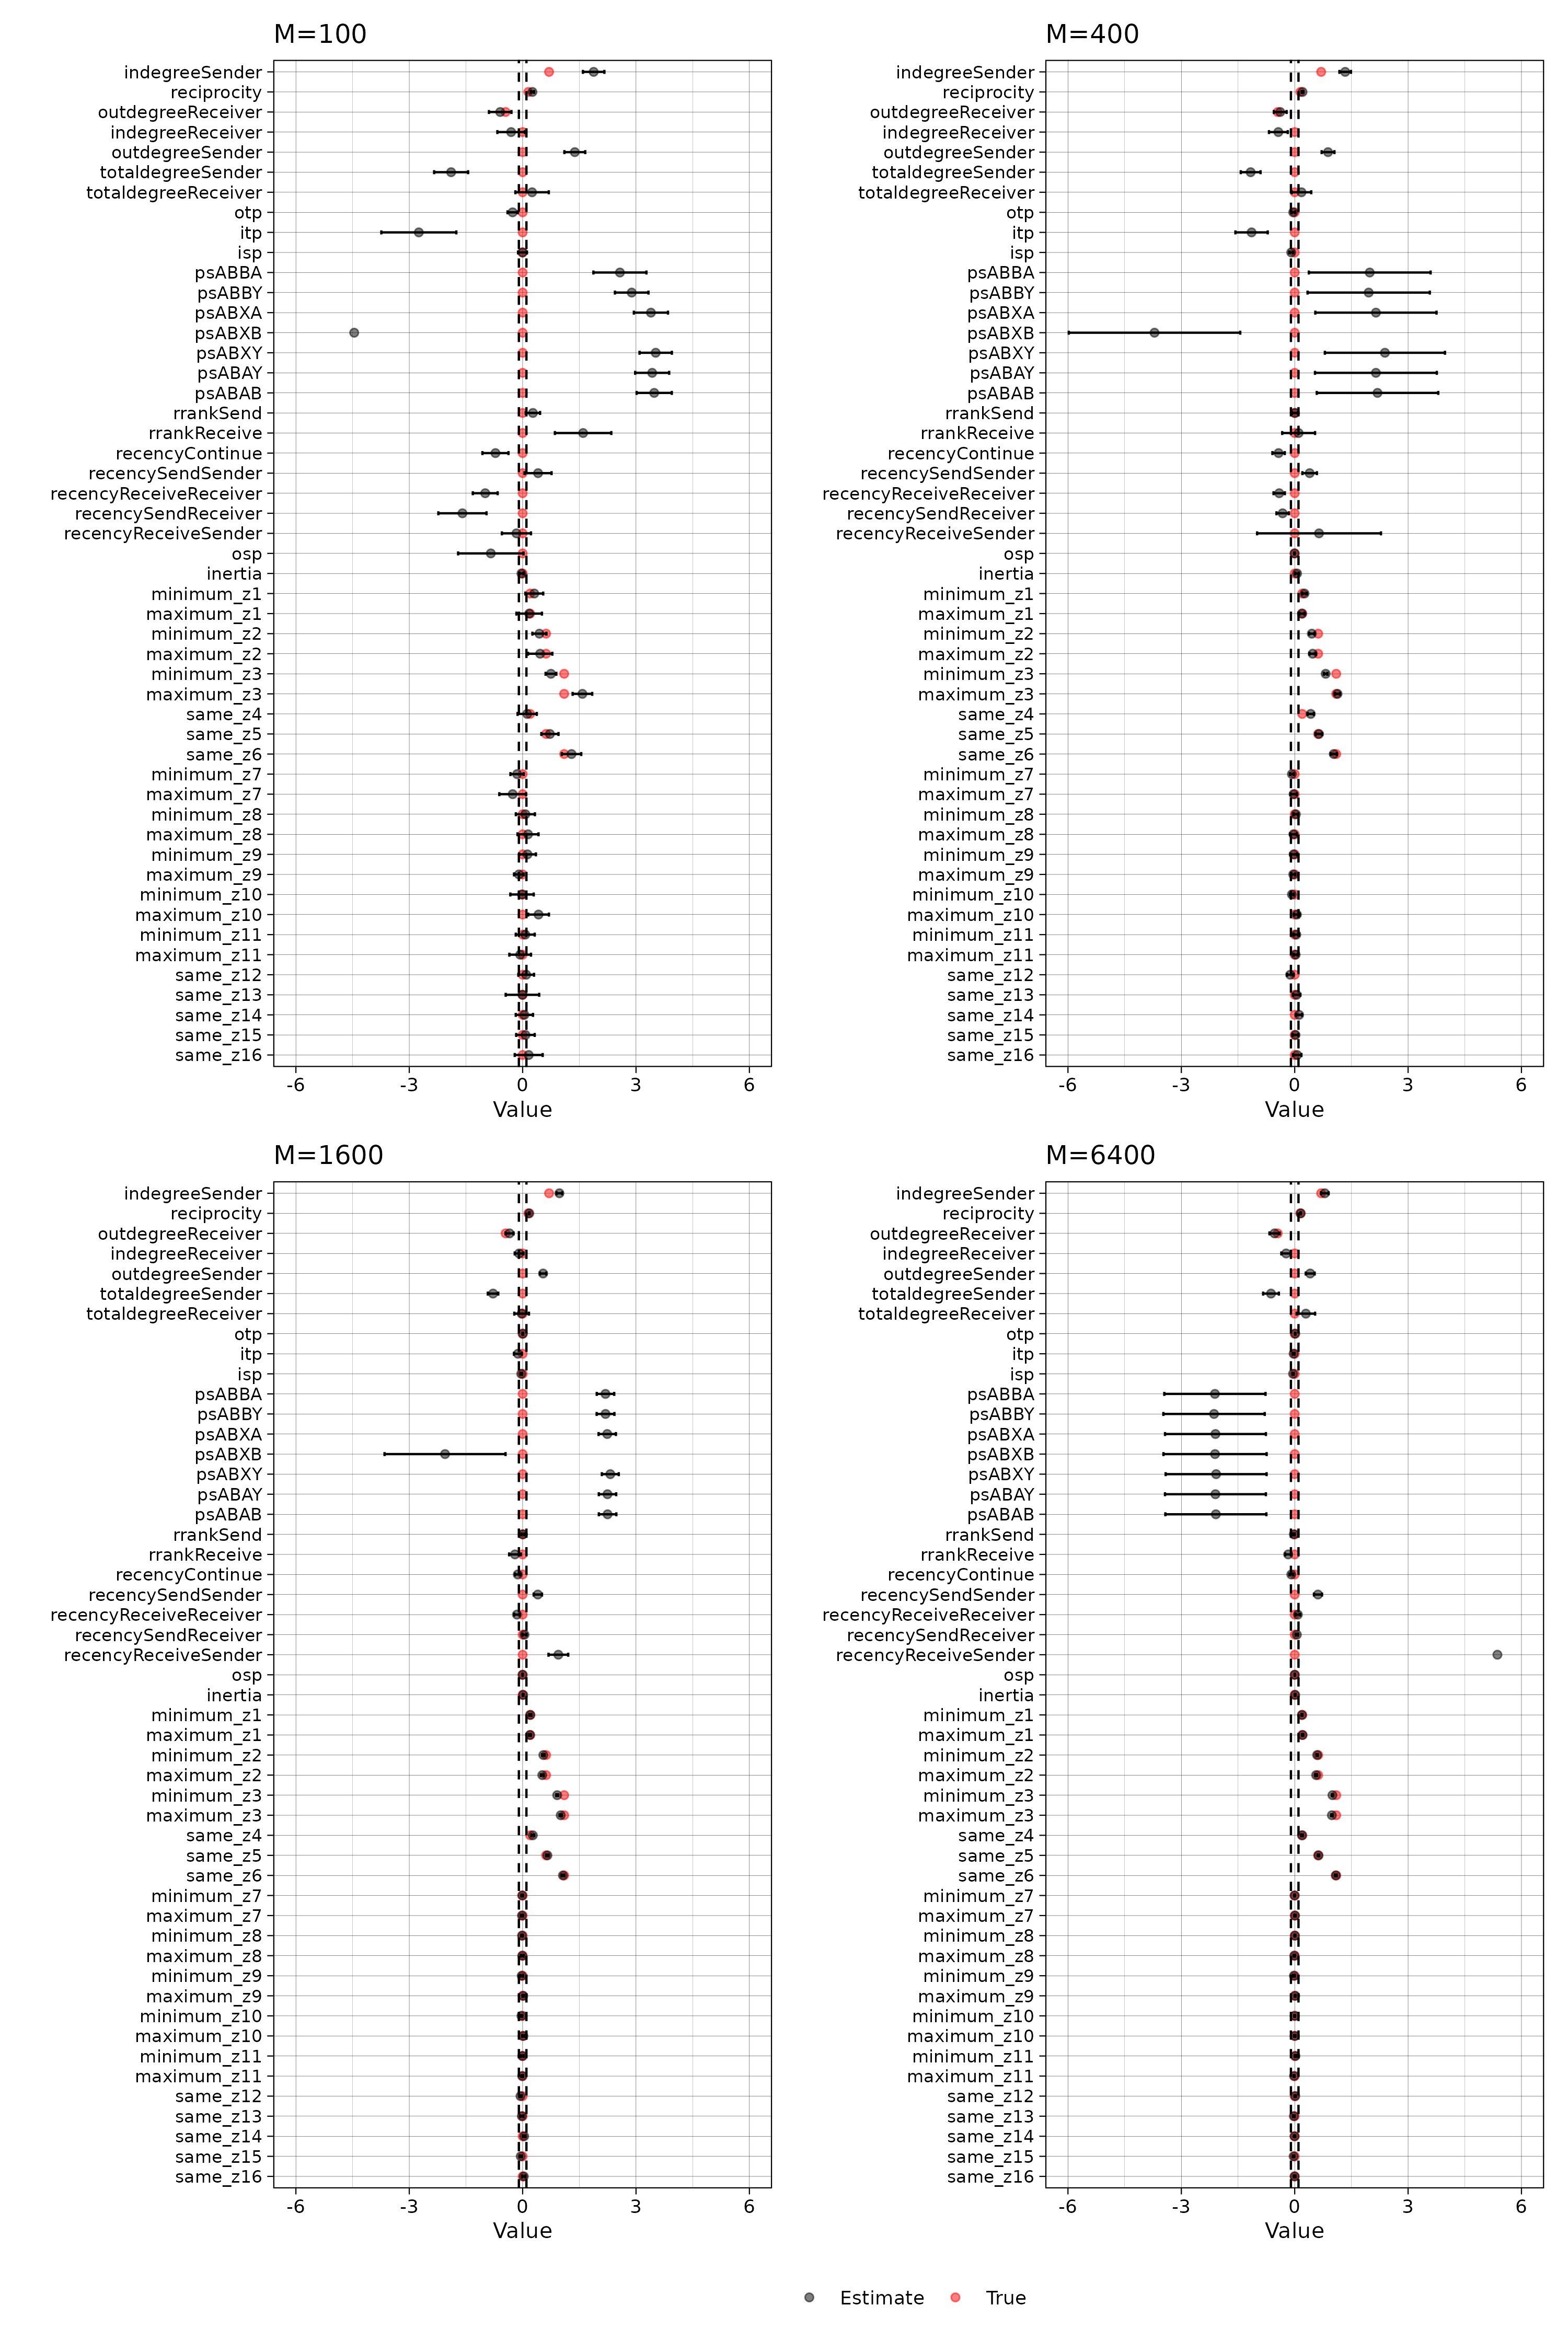 M=100
indegreeSender
reciprocity
outdegreeReceiver
indegreeReceiver
outdegreeSender
totaldegreeSender
totaldegreeReceiver
otp
itp
isp
psABBA
psABBY
psABXA
psABXB
psABXY
psABAY
psABAB
rrankSend
rrankReceive
recencyContinue
recencySendSender
recencyReceiveReceiver
recencySendReceiver
recencyReceiveSender
osp
inertia
minimum_z1
maximum_z1
minimum_z2
maximum_z2
minimum_z3
maximum_z3
same_z4
same_z5
same_z6
minimum_z7
maximum_z7
minimum_z8
maximum_z8
minimum_z9
maximum_z9
minimum_z10
maximum_z10
minimum_z11
maximum_z11
same_z12
same_z13
same_z14
same_z15
same_z16
-6 -3 0 3 6
Value
M=400
indegreeSender
reciprocity
outdegreeReceiver
indegreeReceiver
outdegreeSender
totaldegreeSender
totaldegreeReceiver
otp
itp
isp
psABBA
psABBY
psABXA
psABXB
psABXY
psABAY
psABAB
rrankSend
rrankReceive
recencyContinue
recencySendSender
recencyReceiveReceiver
recencySendReceiver
recencyReceiveSender
osp
inertia
minimum_z1
maximum_z1
minimum_z2
maximum_z2
minimum_z3
maximum_z3
same_z4
same_z5
same_z6
minimum_z7
maximum_z7
minimum_z8
maximum_z8
minimum_z9
maximum_z9
minimum_z10
maximum_z10
minimum_z11
maximum_z11
same_z12
same_z13
same_z14
same_z15
same_z16
-6 -3 0 3 6
Value
M=1600
indegreeSender
reciprocity
outdegreeReceiver
indegreeReceiver
outdegreeSender
totaldegreeSender
totaldegreeReceiver
otp
itp
isp
psABBA
psABBY
psABXA
psABXB
psABXY
psABAY
psABAB
rrankSend
rrankReceive
recencyContinue
recencySendSender
recencyReceiveReceiver
recencySendReceiver
recencyReceiveSender
osp
inertia
minimum_z1
maximum_z1
minimum_z2
maximum_z2
minimum_z3
maximum_z3
same_z4
same_z5
same_z6
minimum_z7
maximum_z7
minimum_z8
maximum_z8
minimum_z9
maximum_z9
minimum_z10
maximum_z10
minimum_z11
maximum_z11
same_z12
same_z13
same_z14
same_z15
same_z16
-6 -3 0 3 6
Value
M=6400
indegreeSender
reciprocity
outdegreeReceiver
indegreeReceiver
outdegreeSender
totaldegreeSender
totaldegreeReceiver
otp
itp
isp
psABBA
psABBY
psABXA
psABXB
psABXY
psABAY
psABAB
rrankSend
rrankReceive
recencyContinue
recencySendSender
recencyReceiveReceiver
recencySendReceiver
recencyReceiveSender
osp
inertia
minimum_z1
maximum_z1
minimum_z2
maximum_z2
minimum_z3
maximum_z3
same_z4
same_z5
same_z6
minimum_z7
maximum_z7
minimum_z8
maximum_z8
minimum_z9
maximum_z9
minimum_z10
maximum_z10
minimum_z11
maximum_z11
same_z12
same_z13
same_z14
same_z15
same_z16
-6 -3 0 3 6
Value
Estimate True